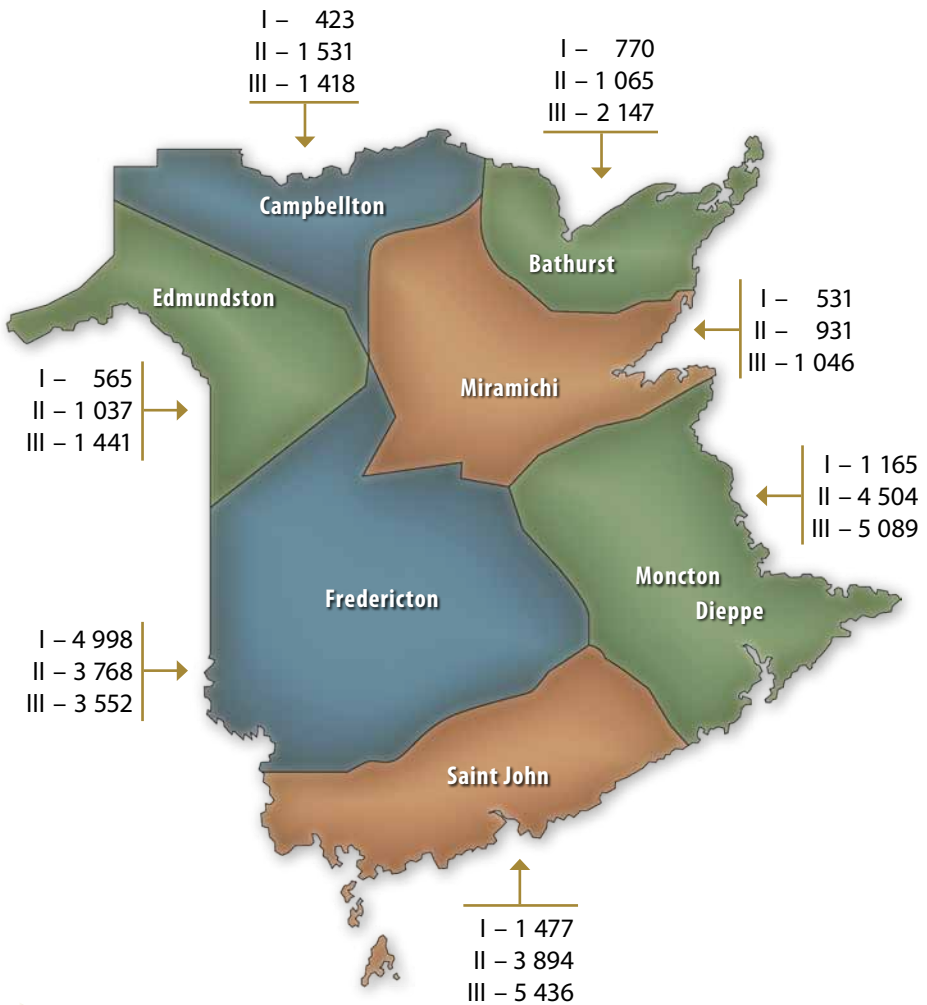 I – 423
II – 1 531
III – 1 418
I – 770
II – 1 065
III – 2 147
Campbellton
Bathurst
Edmundston
I – 531
II – 931
III – 1 046
Miramichi
I – 565
II – 1 037
III – 1 441
I – 1 165
II – 4 504
III – 5 089
Moncton
Dieppe
Fredericton
I – 4 998
II – 3 768
III – 3 552
Saint John
I – 1 477
II – 3 894
III – 5 436